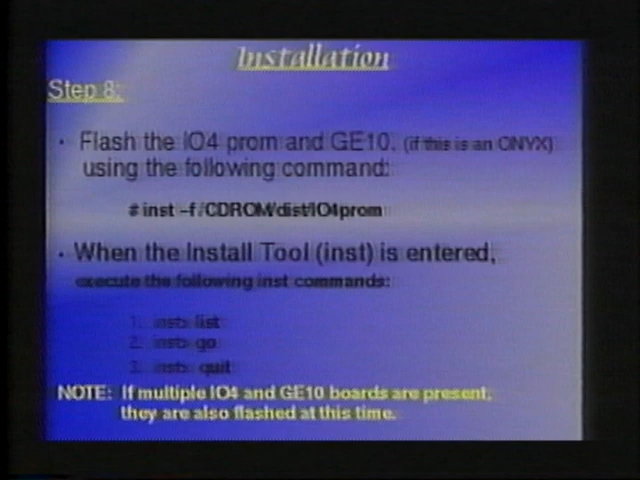 Installation
Step 8:
· Flash the IO4 prom and GE10. (if this is an ONYX)
using the following command:
# inst –f /CDROM/dist/IO4prom
· When the Install Tool (inst) is entered,
execute the following inst commands:
1. inst> list
2. inst> go
3. inst> quit
NOTE: If multiple IO4 and GE10 boards are present,
they are also flashed at this time.